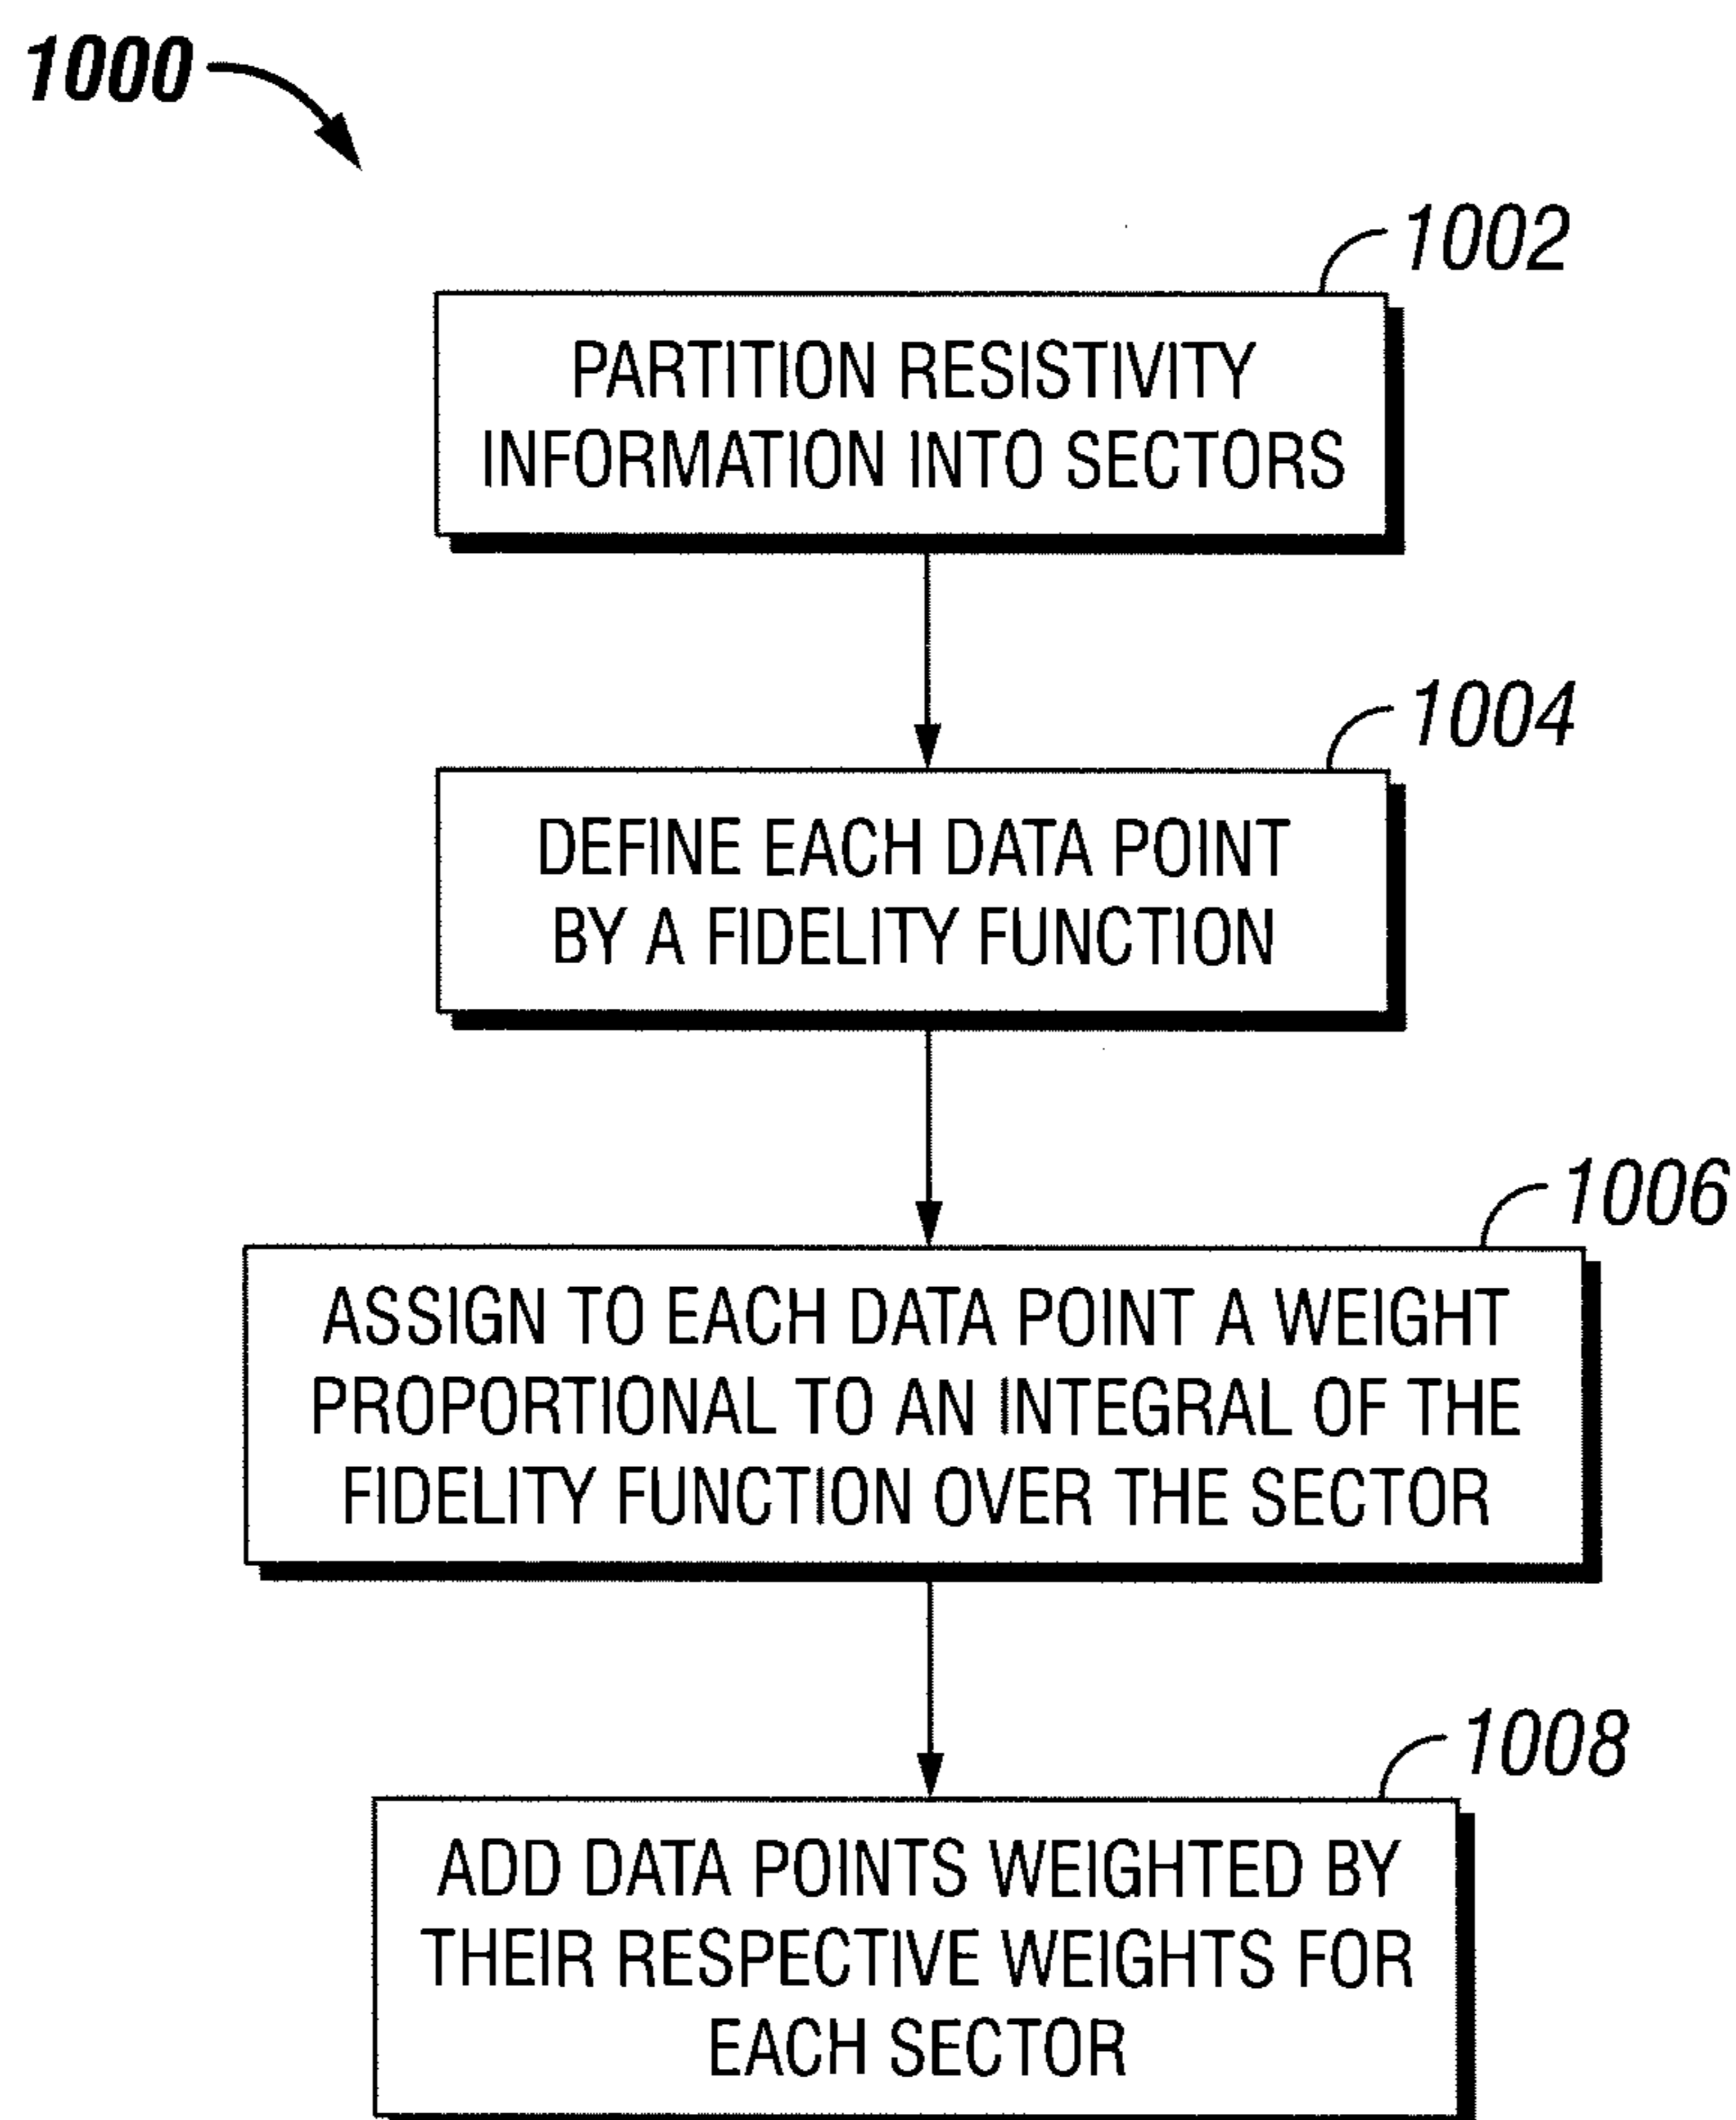 1000
1002
PARTITION RESISTIVITY
INFORMATION INTO SECTORS
1004
DEFINE EACH DATA POINT
BY A FIDELITY FUNCTION
1006
ASSIGN TO EACH DATA POINT A WEIGHT
PROPORTIONAL TO AN INTEGRAL OF THE
FIDELITY FUNCTION OVER THE SECTOR
1008
ADD DATA POINTS WEIGHTED BY
THEIR RESPECTIVE WEIGHTS FOR
EACH SECTOR